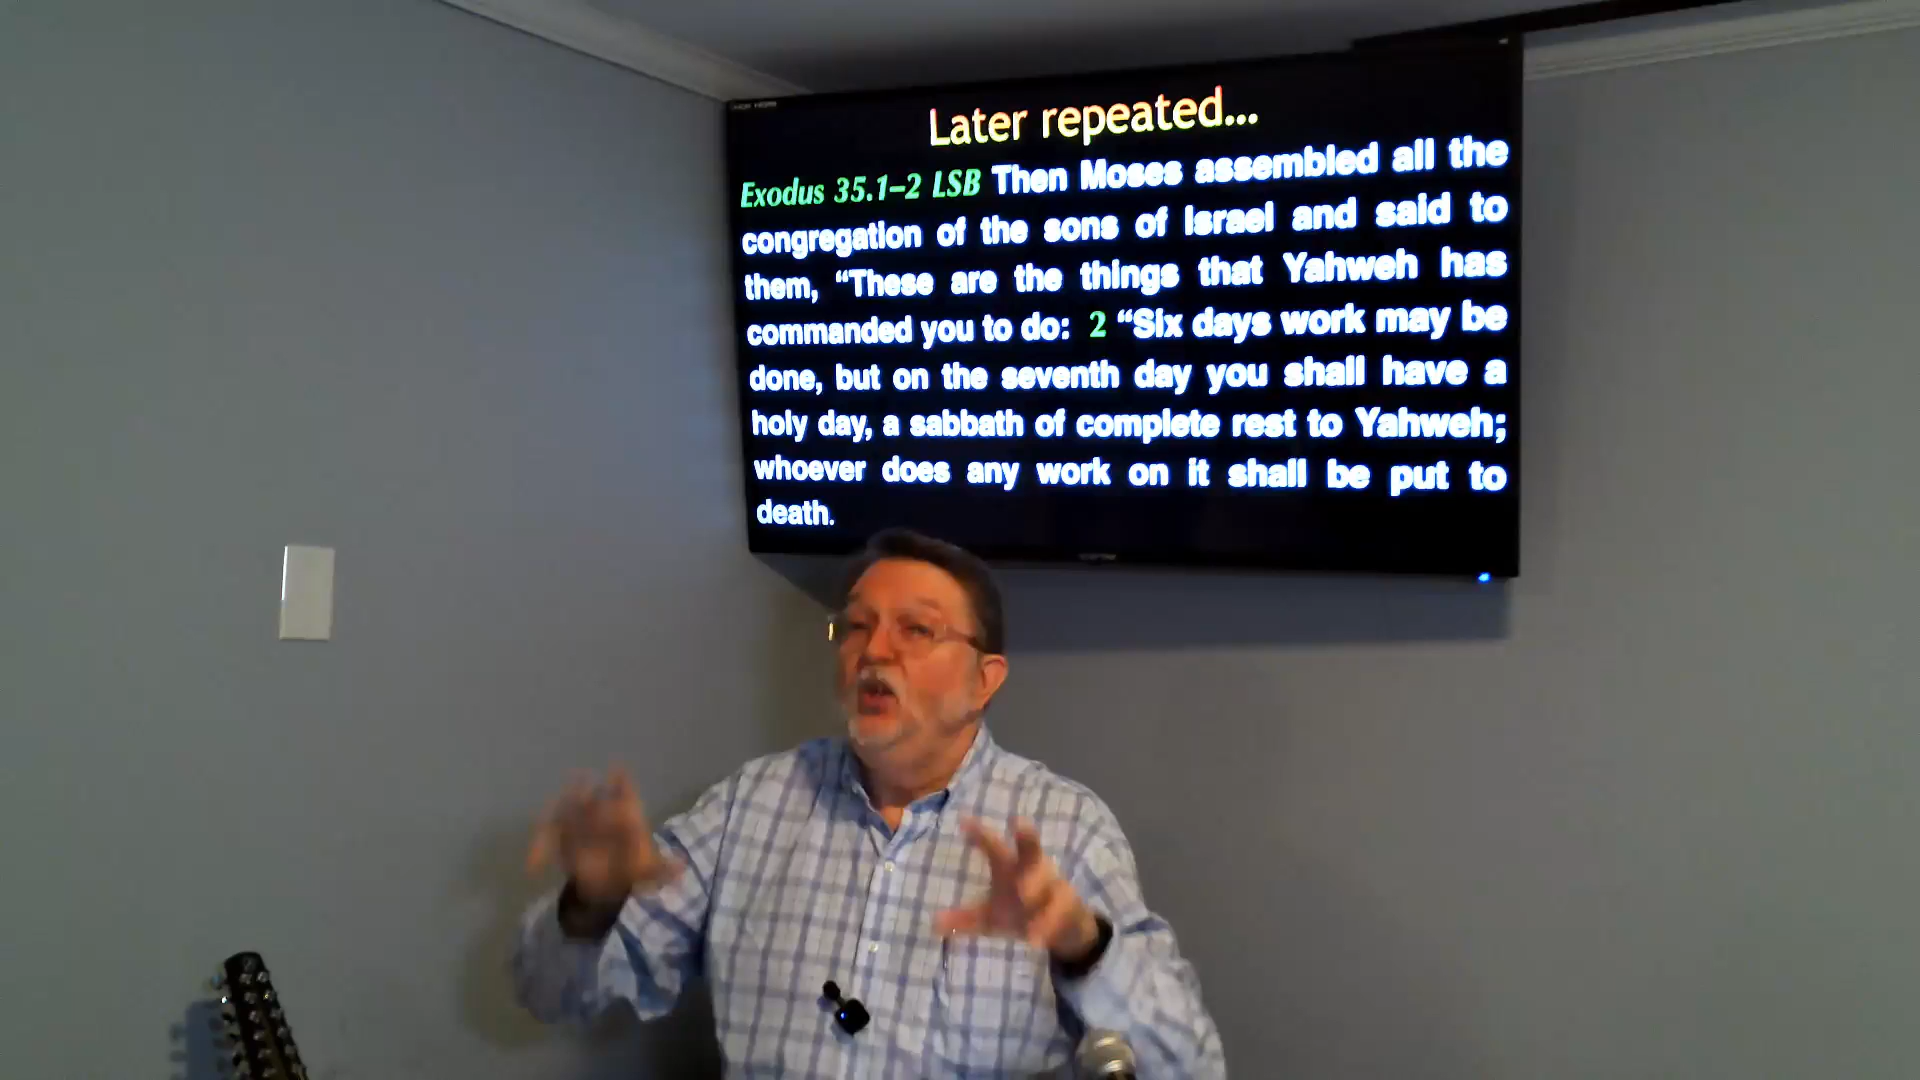 Later repeated...
Exodus 35.1–2 LSB Then Moses assembled all the
congregation of the sons of Israel and said to
them, “These are the things that Yahweh has
commanded you to do: 2 “Six days work may be
done, but on the seventh day you shall have a
holy day, a sabbath of complete rest to Yahweh;
whoever does any work on it shall be put to
death.